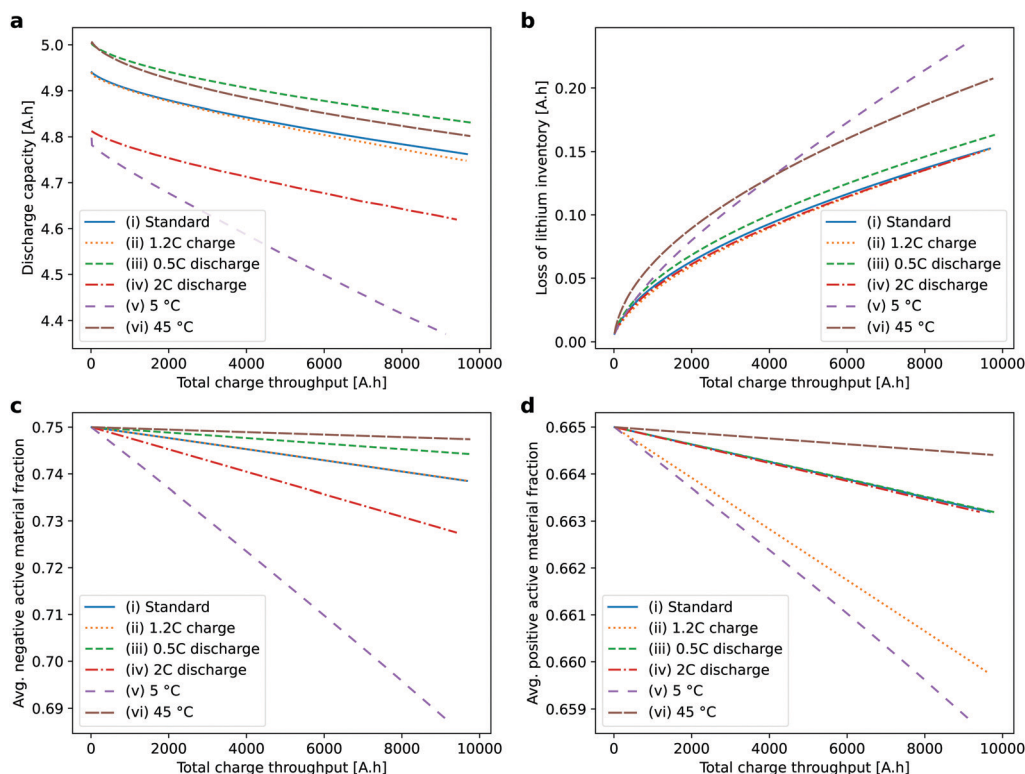 a
Discharge capacity [A.h]
5.0
4.9
4.8
4.7
4.6
4.5
4.4
(i) Standard
(ii) 1.2C charge
(iii) 0.5C discharge
(iv) 2C discharge
(v) 5 °C
(vi) 45 °C
0 2000 4000 6000 8000 10000
Total charge throughput [A.h]
b
Loss of lithium inventory [A.h]
0.20
0.15
0.10
0.05
0.00
(i) Standard
(ii) 1.2C charge
(iii) 0.5C discharge
(iv) 2C discharge
(v) 5 °C
(vi) 45 °C
0 2000 4000 6000 8000 10000
Total charge throughput [A.h]
c
Avg. negative active material fraction
0.75
0.74
0.73
0.72
0.71
0.70
0.69
(i) Standard
(ii) 1.2C charge
(iii) 0.5C discharge
(iv) 2C discharge
(v) 5 °C
(vi) 45 °C
0 2000 4000 6000 8000 10000
Total charge throughput [A.h]
d
Avg. positive active material fraction
0.665
0.664
0.663
0.662
0.661
0.660
0.659
(i) Standard
(ii) 1.2C charge
(iii) 0.5C discharge
(iv) 2C discharge
(v) 5 °C
(vi) 45 °C
0 2000 4000 6000 8000 10000
Total charge throughput [A.h]